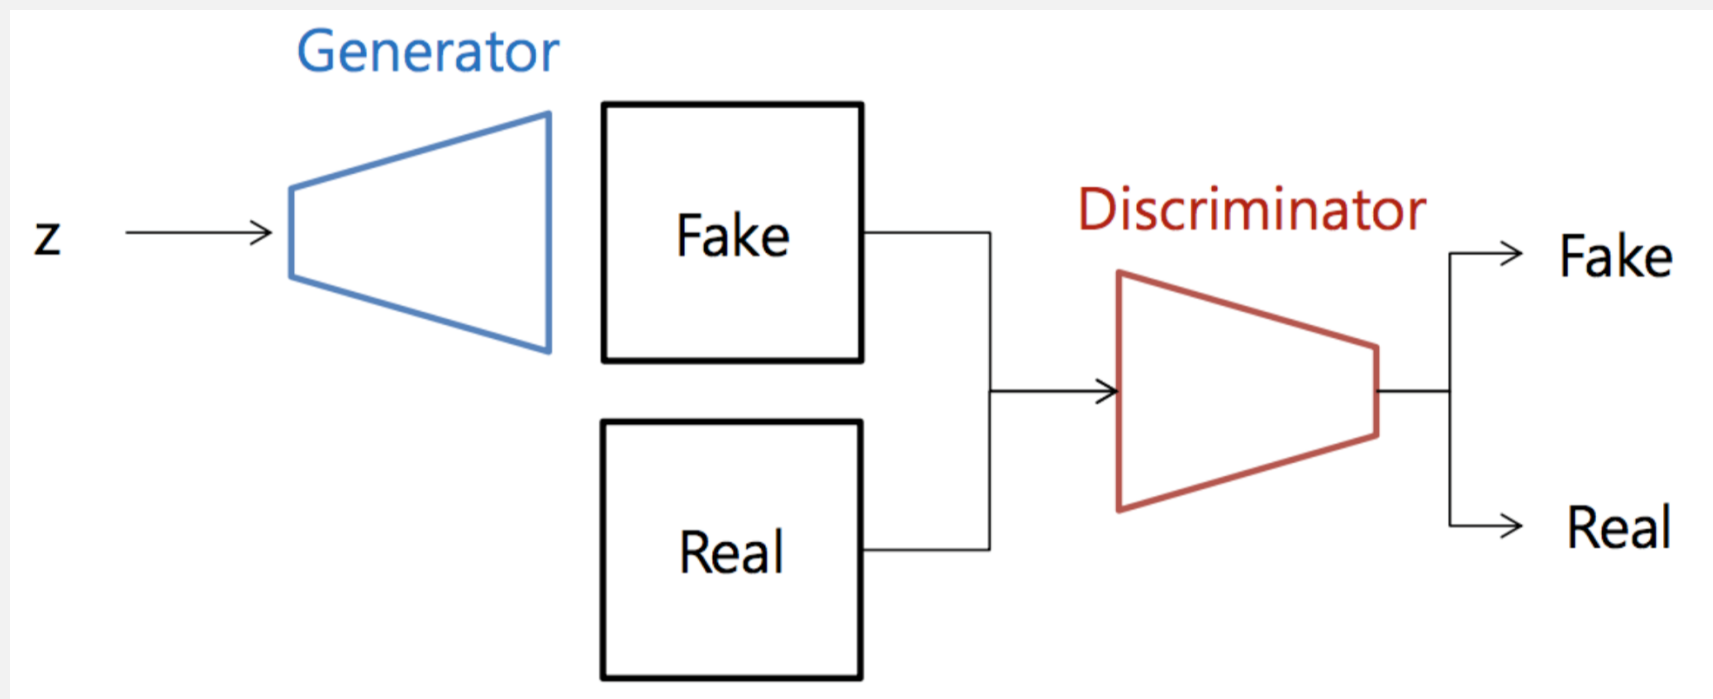 Generator
z
Fake
Discriminator
Fake
Real
Real